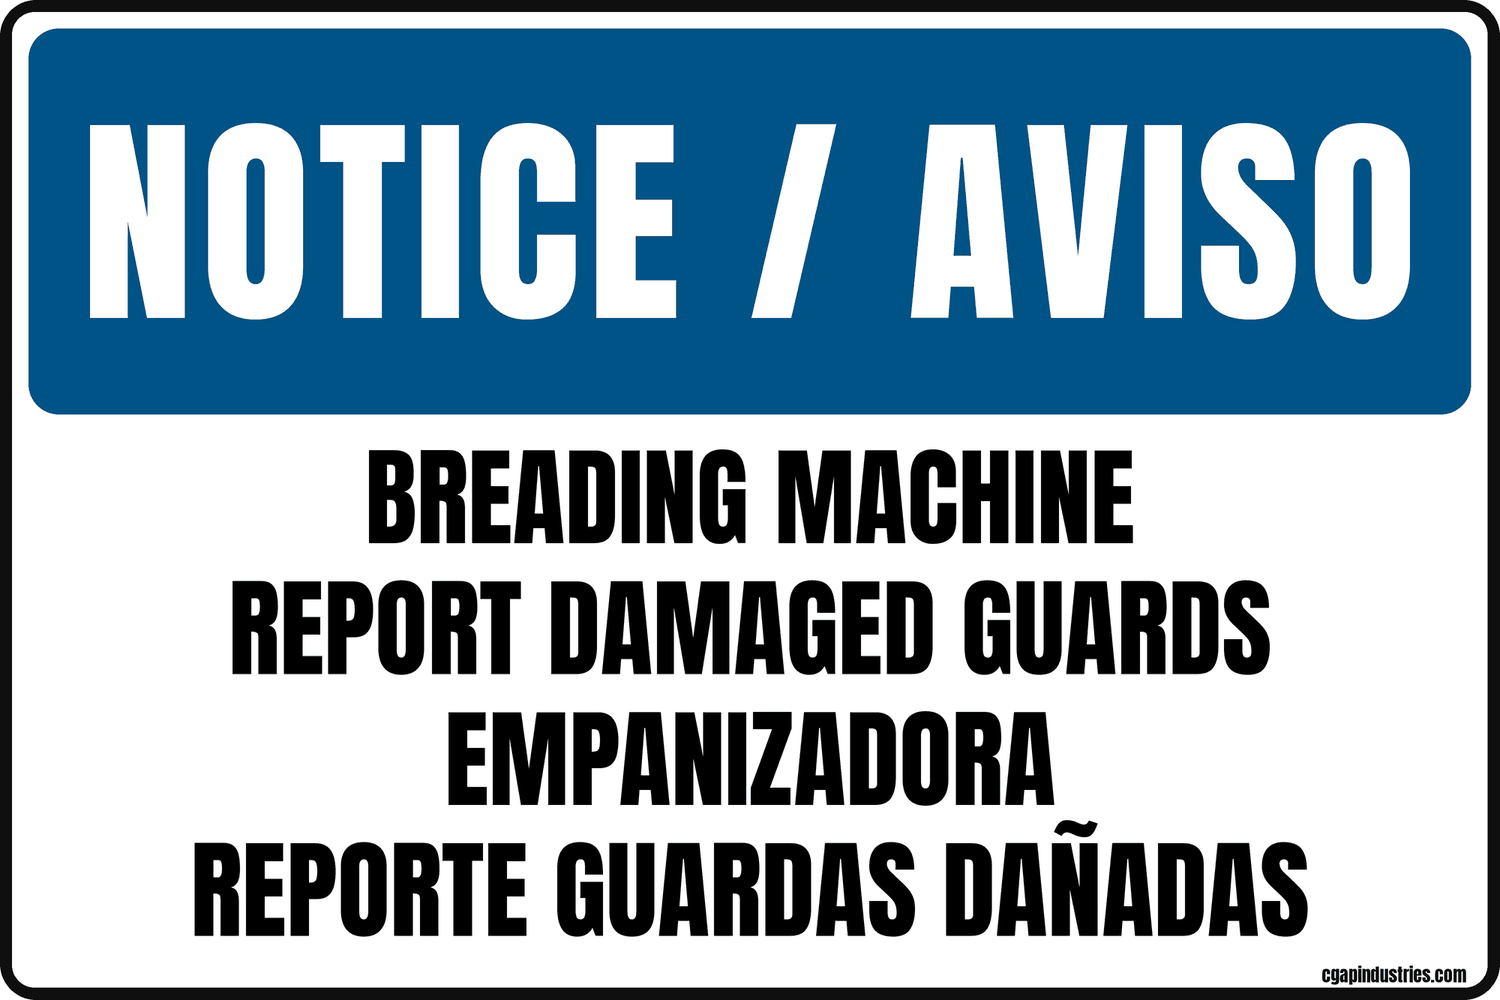 NOTICE / AVISO
BREADING MACHINE
REPORT DAMAGED GUARDS
EMPANIZADORA
REPORTE GUARDAS DAÑADAS
cgapindustries.com